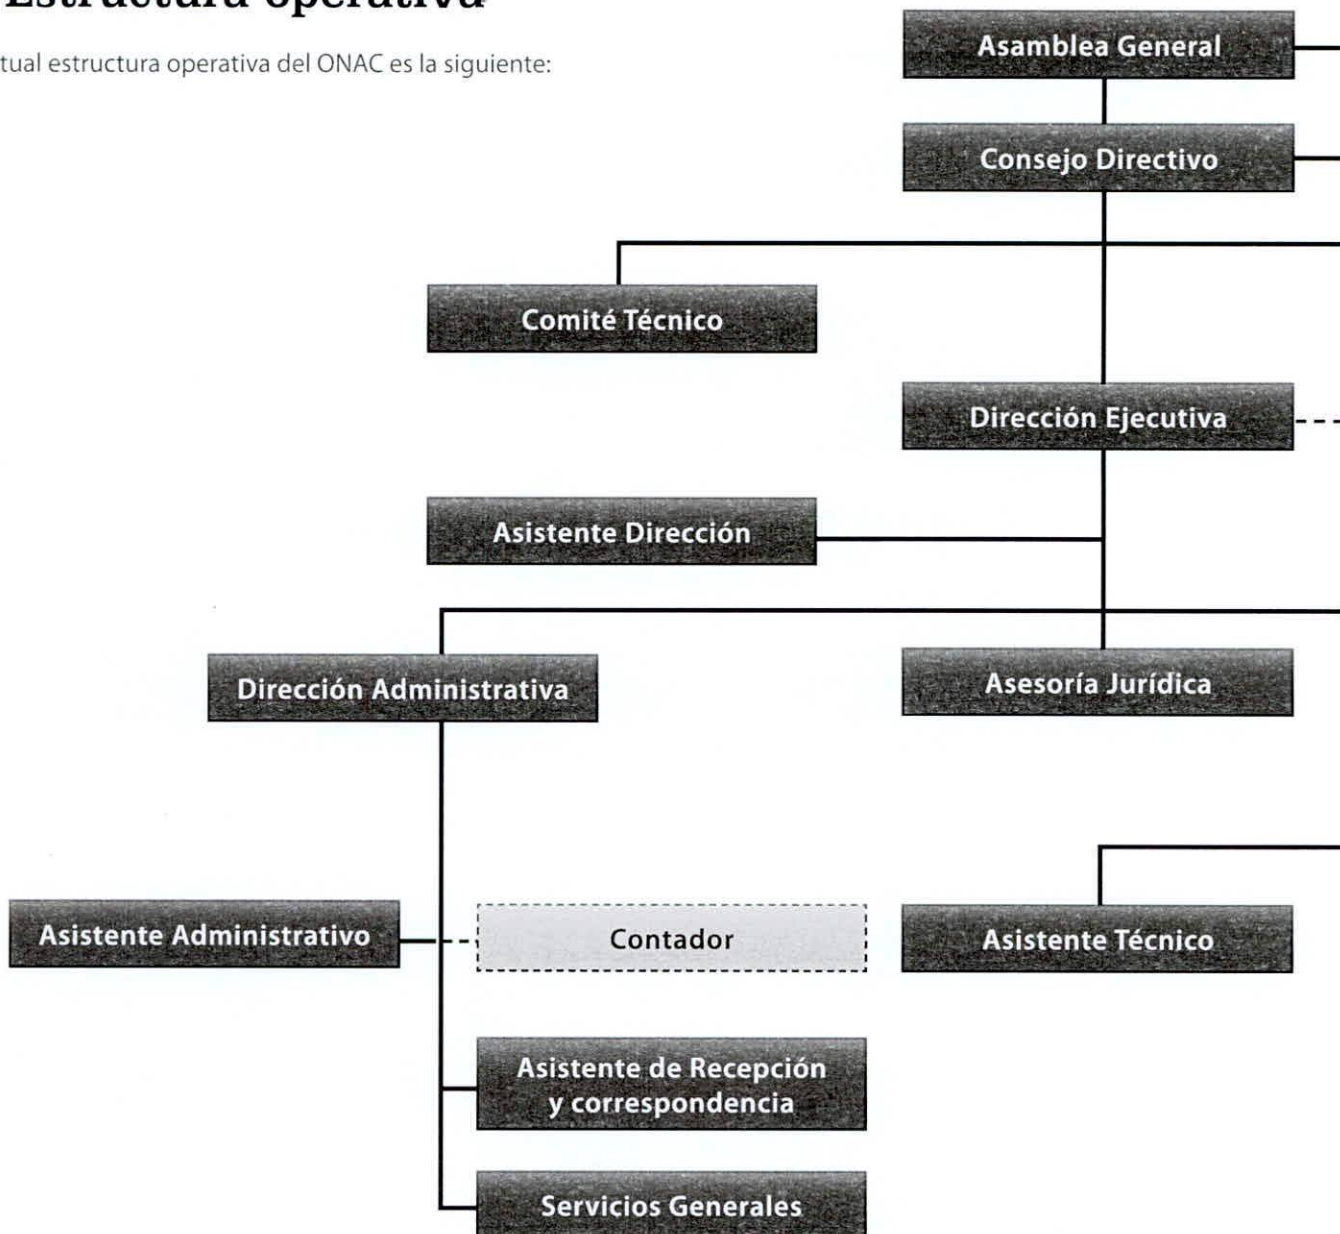 Estructura operativa
tual estructura operativa del ONAC es la siguiente:
Asamblea General
Consejo Directivo
Comité Técnico
Dirección Ejecutiva
Asistente Dirección
Dirección Administrativa
Asesoría Jurídica
Asistente Administrativo
Contador
Asistente Técnico
Asistente de Recepción
y correspondencia
Servicios Generales